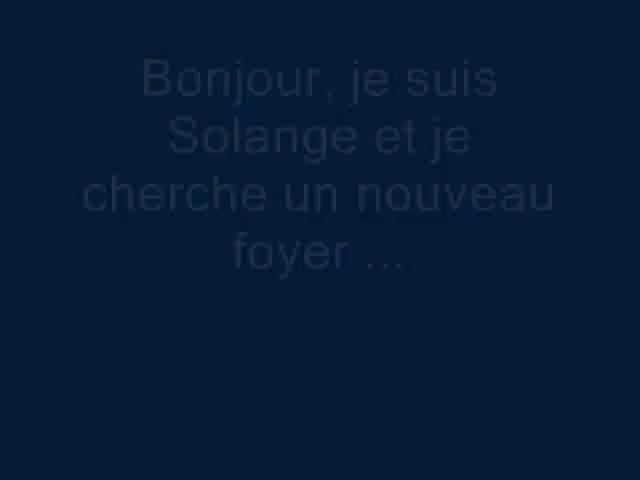 Bonjour, je suis
Solange et je
cherche un nouveau
foyer ...